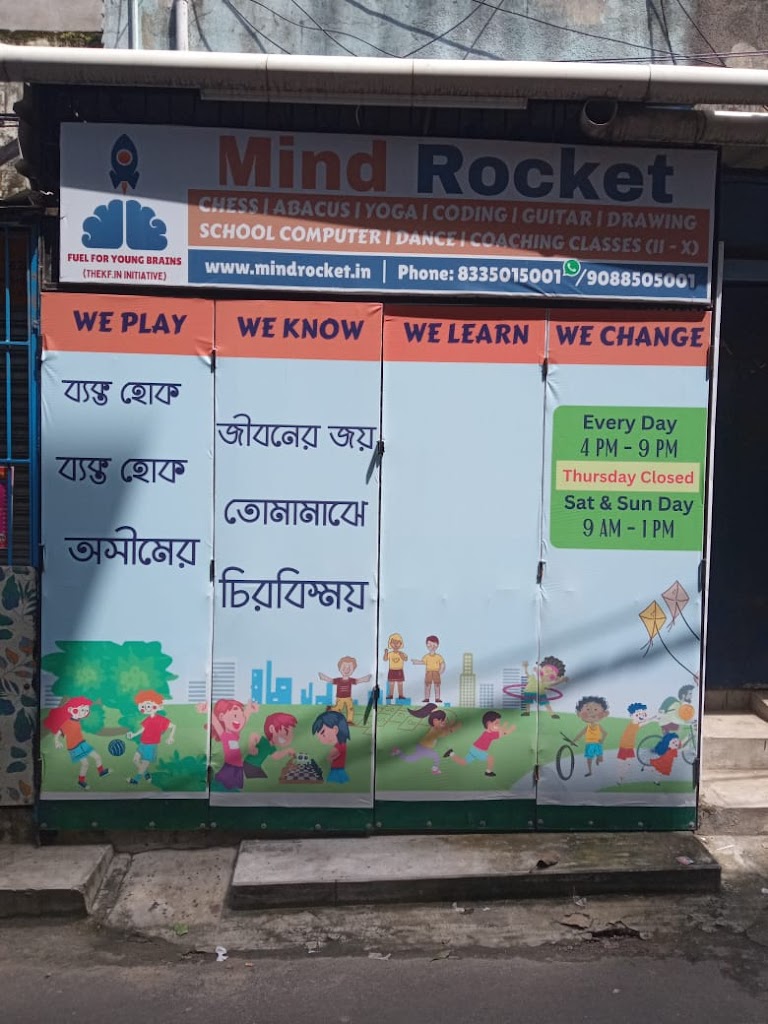 Mind Rocket
CHESS | ABACUS | YOGA | CODING | GUITAR | DRAWING
SCHOOL COMPUTER | DANCE | COACHING CLASSES (II - X)
FUEL FOR YOUNG BRAINS
(THEKF.IN INITIATIVE)
www.mindrocket.in | Phone: 8335015001/9088505001
WE PLAY
WE KNOW
WE LEARN
WE CHANGE
ব্যক্ত হোক
ব্যক্ত হোক
অসীমের
জীবনের জয়
তোমামাঝে
চিরবিস্ময়
Every Day
4 PM - 9 PM
Thursday Closed
Sat & Sun Day
9 AM - 1 PM